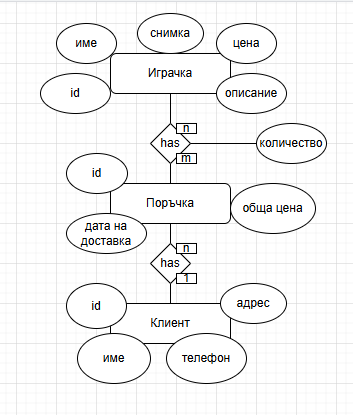 снимка
име
цена
Играчка
id
описание
n
has
количество
m
id
Поръчка
обща цена
дата на
доставка
n
has
1
id
адрес
Клиент
име
телефон